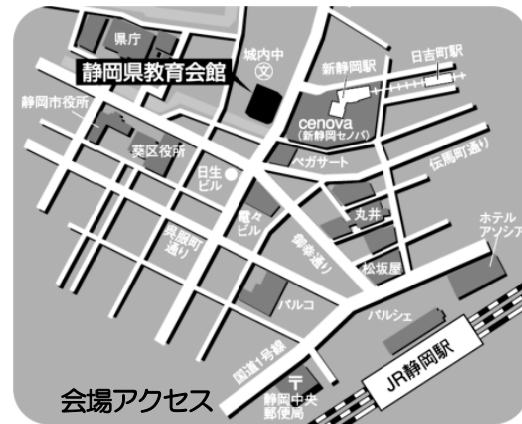 県庁
城内中
文
日吉町駅
新静岡駅
静岡県教育会館
静岡市役所
cenova
(新静岡セノバ)
葵区役所
ペガサート
伝馬町通り
日生
ビル
電々
ビル
呉服町
通り
御幸通り
丸井
ホテル
アソシア
松坂屋
パルコ
パルシェ
国道1号線
JR静岡駅
〒
静岡中央
郵便局
会場アクセス